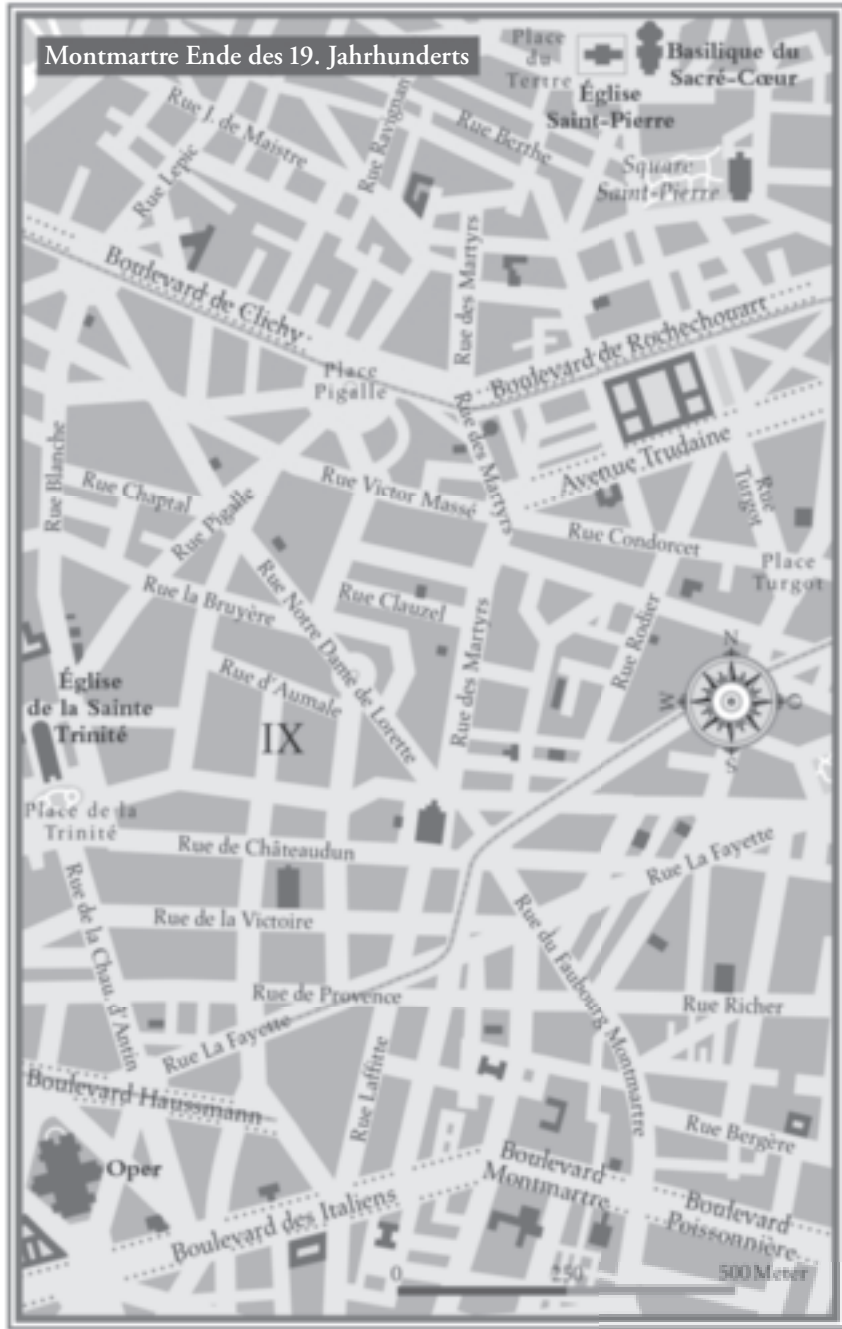 Montmartre Ende des 19. Jahrhunderts
Place
du
Tertre
Église
Saint-Pierre
Basilique du
Sacré-Cœur
Rue J. de Maistre
Rue Ravignan
Rue Berthe
Rue Lepic
Square
Saint-Pierre
Boulevard de Clichy
Rue des Martyrs
Boulevard de Rochechouart
Place
Pigalle
Rue des Martyrs
Avenue Trudaine
Rue Blanche
Rue Chaptal
Rue Pigalle
Rue Victor Massé
Rue
Turgot
Rue Condorcet
Place
Turgot
Rue la Bruyère
Rue Notre Dame de Lorette
Rue Clauzel
Rue des Martyrs
Rue Rodier
N
W
O
S
Église
de la Sainte
Trinité
Rue d'Aumale
IX
Place de la
Trinité
Rue de Châteaudun
Rue La Fayette
Rue de la Chau. d'Antin
Rue de la Victoire
Rue du Faubourg Montmartre
Rue de Provence
Rue Richer
Rue La Fayette
Rue Laffitte
Boulevard Haussmann
Rue Bergère
Oper
Boulevard
Montmartre
Boulevard des Italiens
Boulevard
Poissonnière
0
250
500 Meter